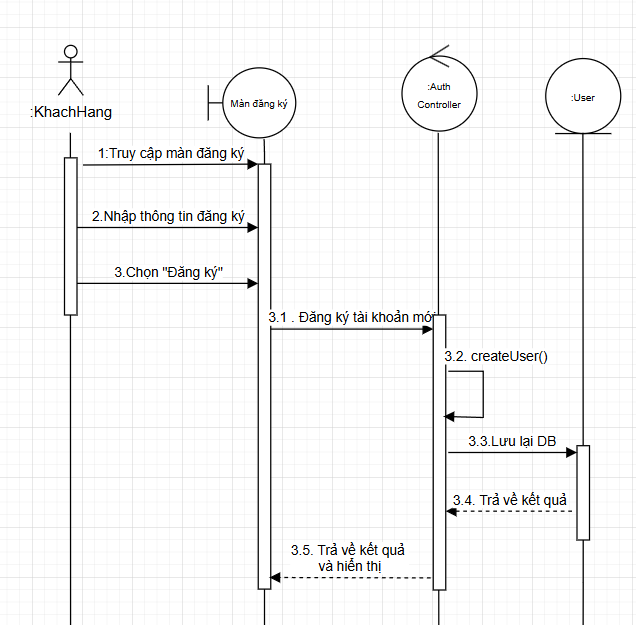 :KhachHang
Màn đăng ký
:Auth
Controller
:User
1:Truy cập màn đăng ký
2.Nhập thông tin đăng ký
3.Chọn "Đăng ký"
3.1 . Đăng ký tài khoản mới
3.2. createUser()
3.3.Lưu lại DB
3.4. Trả về kết quả
3.5. Trả về kết quả
và hiển thị